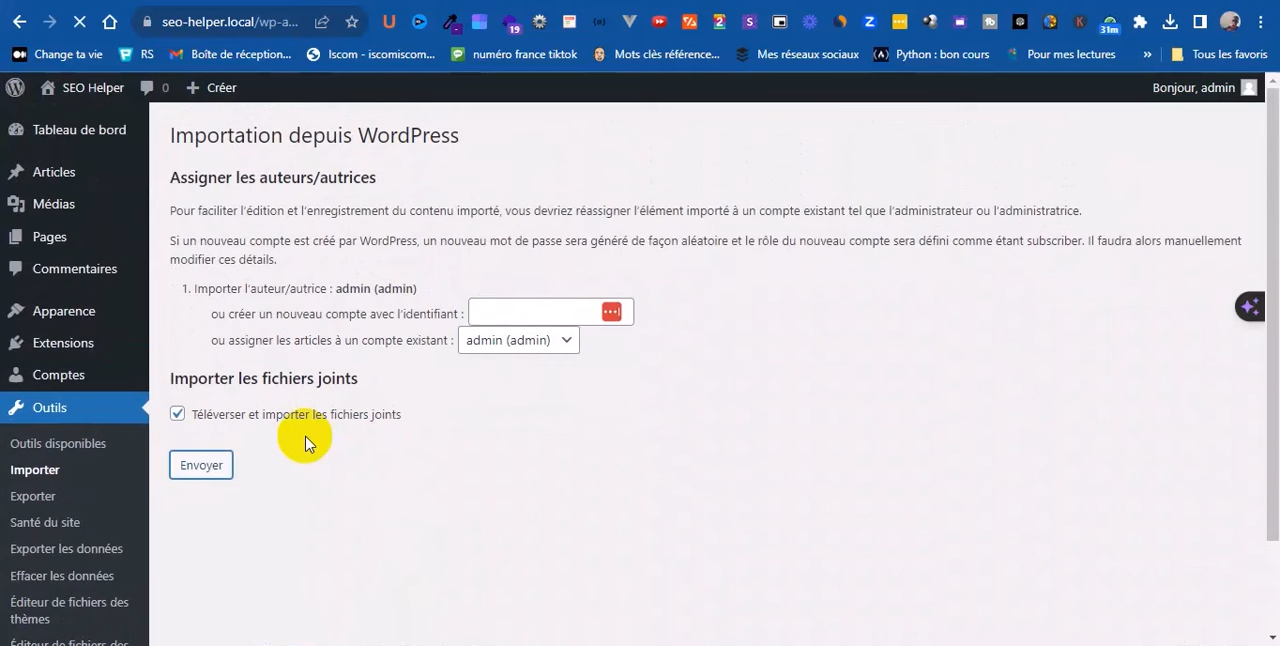 seo-helper.local/wp-a...
19
2
31m
Change ta vie
RS
Boîte de réception...
Iscom — iscomiscom...
numéro france tiktok
Mots clés référence...
Mes réseaux sociaux
Python : bon cours
Pour mes lectures
»
Tous les favoris
SEO Helper
0
Créer
Bonjour, admin
Tableau de bord
Articles
Médias
Pages
Commentaires
Apparence
Extensions
Comptes
Outils
Outils disponibles
Importer
Exporter
Santé du site
Exporter les données
Effacer les données
Éditeur de fichiers des
thèmes
Éditeur de fichiers des
Importation depuis WordPress
Assigner les auteurs/autrices
Pour faciliter l'édition et l'enregistrement du contenu importé, vous devriez réassigner l'élément importé à un compte existant tel que l'administrateur ou l'administratrice.
Si un nouveau compte est créé par WordPress, un nouveau mot de passe sera généré de façon aléatoire et le rôle du nouveau compte sera défini comme étant subscriber. Il faudra alors manuellement
modifier ces détails.
1. Importer l'auteur/autrice : admin (admin)
ou créer un nouveau compte avec l'identifiant :
ou assigner les articles à un compte existant : admin (admin)
Importer les fichiers joints
Téléverser et importer les fichiers joints
Envoyer